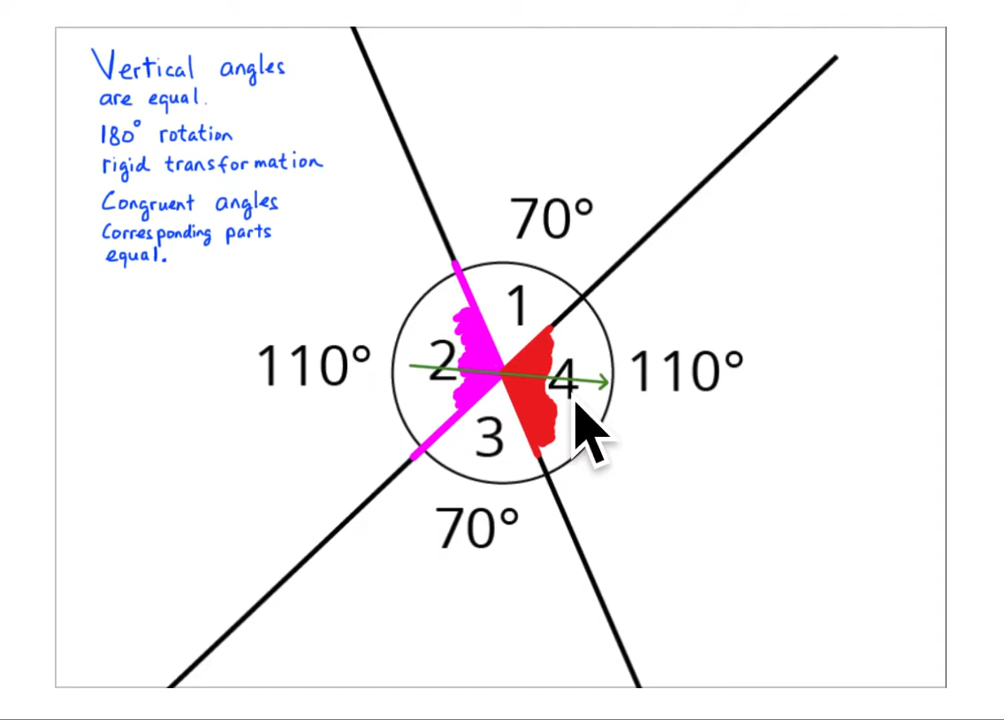 Vertical angles
are equal.
180° rotation
rigid transformation
Congruent angles
Corresponding parts
equal.
70°
1
110°
2
4
110°
3
70°